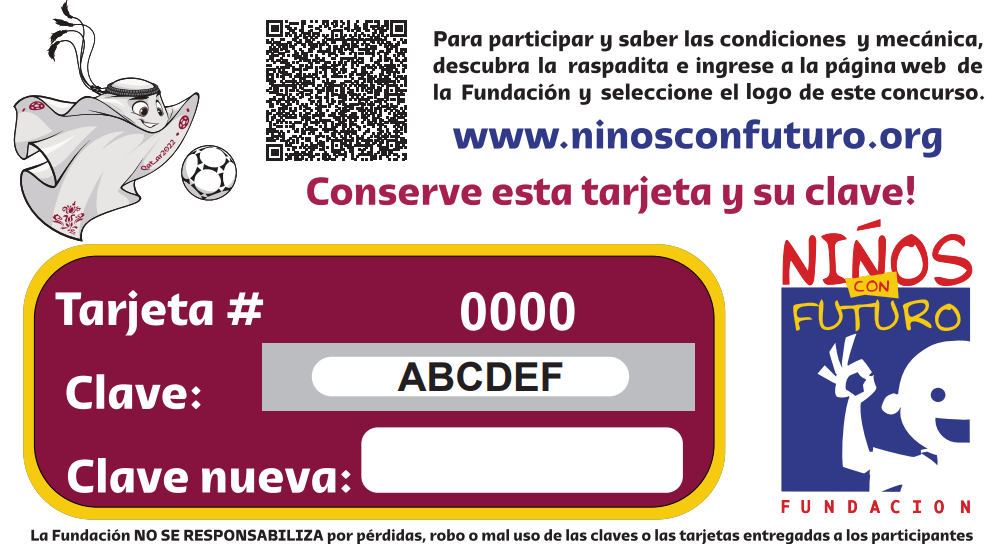 Para participar y saber las condiciones y mecánica,
descubra la raspadita e ingrese a la página web de
la Fundación y seleccione el logo de este concurso.
www.ninosconfuturo.org
Qatar2022
Conserve esta tarjeta y su clave!
NIÑOS
CON
FUTURO
FUNDACION
Tarjeta # 0000
Clave: ABCDEF
Clave nueva:
La Fundación NO SE RESPONSABILIZA por pérdidas, robo o mal uso de las claves o las tarjetas entregadas a los participantes